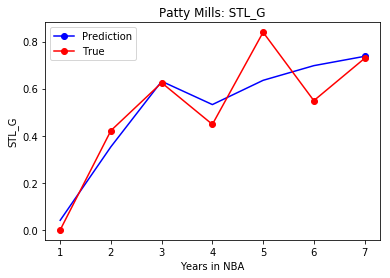 Patty Mills: STL_G
Prediction
True
STL_G
0.8
0.6
0.4
0.2
0.0
1 2 3 4 5 6 7
Years in NBA